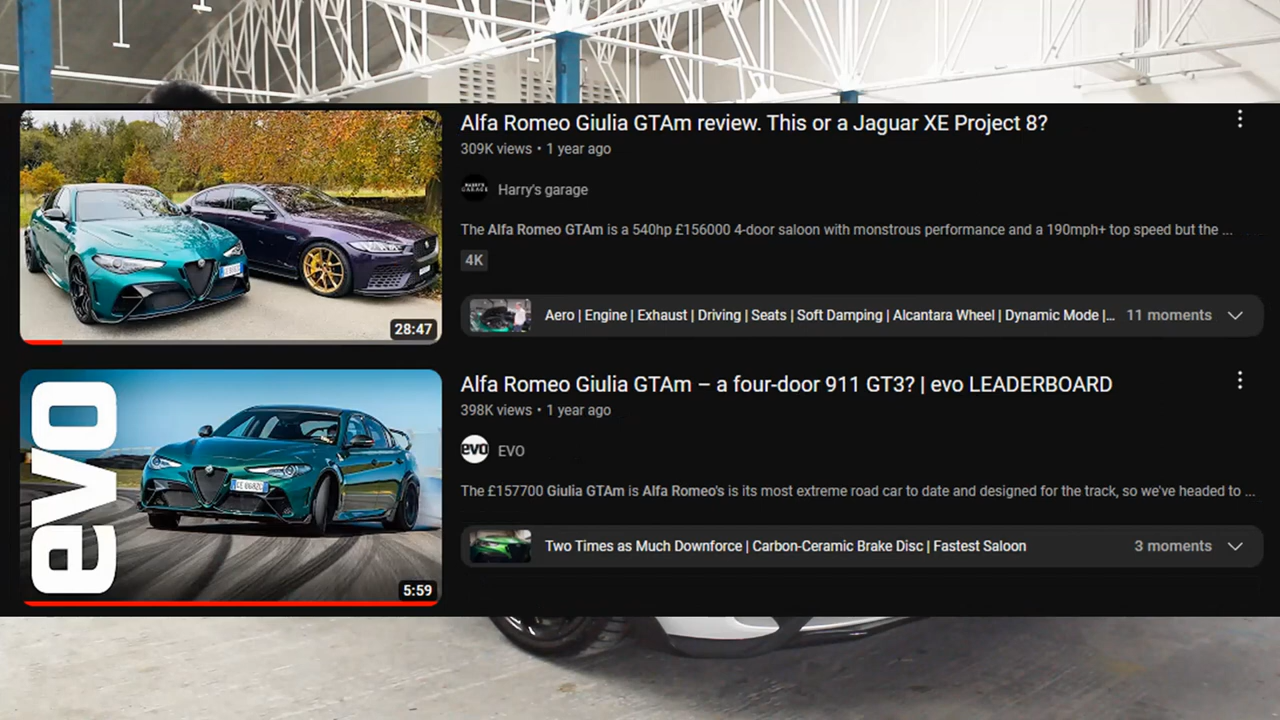 Alfa Romeo Giulia GTAm review. This or a Jaguar XE Project 8?
309K views • 1 year ago
HARRY'S GARAGE
Harry's garage
The Alfa Romeo GTAm is a 540hp £156000 4-door saloon with monstrous performance and a 190mph+ top speed but the ...
4K
28:47
Aero | Engine | Exhaust | Driving | Seats | Soft Damping | Alcantara Wheel | Dynamic Mode |... 11 moments
evo
Alfa Romeo Giulia GTAm – a four-door 911 GT3? | evo LEADERBOARD
398K views • 1 year ago
evo EVO
The £157700 Giulia GTAm is Alfa Romeo's is its most extreme road car to date and designed for the track, so we've headed to ...
Two Times as Much Downforce | Carbon-Ceramic Brake Disc | Fastest Saloon 3 moments
5:59